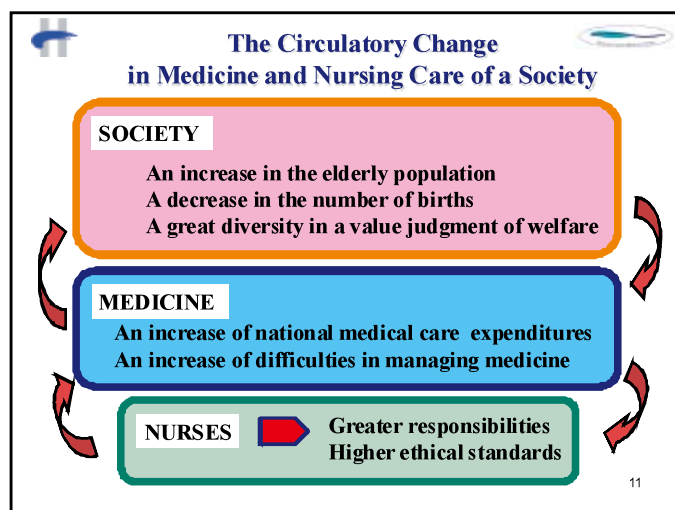 The Circulatory Change
in Medicine and Nursing Care of a Society
SOCIETY
An increase in the elderly population
A decrease in the number of births
A great diversity in a value judgment of welfare
MEDICINE
An increase of national medical care expenditures
An increase of difficulties in managing medicine
NURSES
Greater responsibilities
Higher ethical standards
11